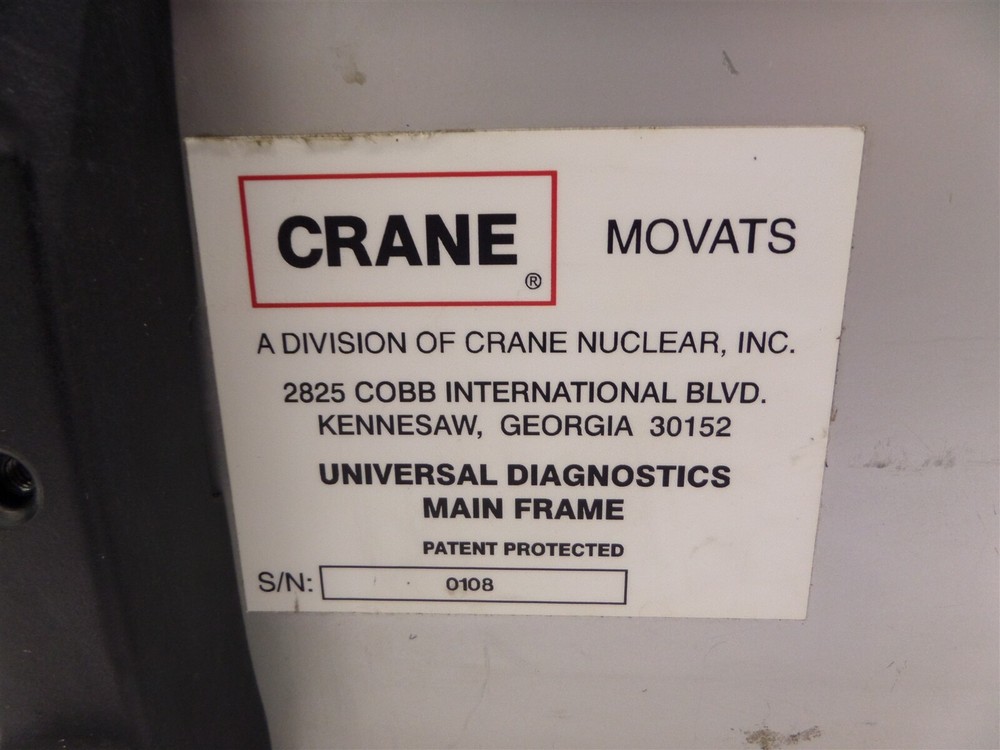 CRANE® MOVATS
A DIVISION OF CRANE NUCLEAR, INC.
2825 COBB INTERNATIONAL BLVD.
KENNESAW, GEORGIA 30152
UNIVERSAL DIAGNOSTICS
MAIN FRAME
PATENT PROTECTED
S/N: 0108